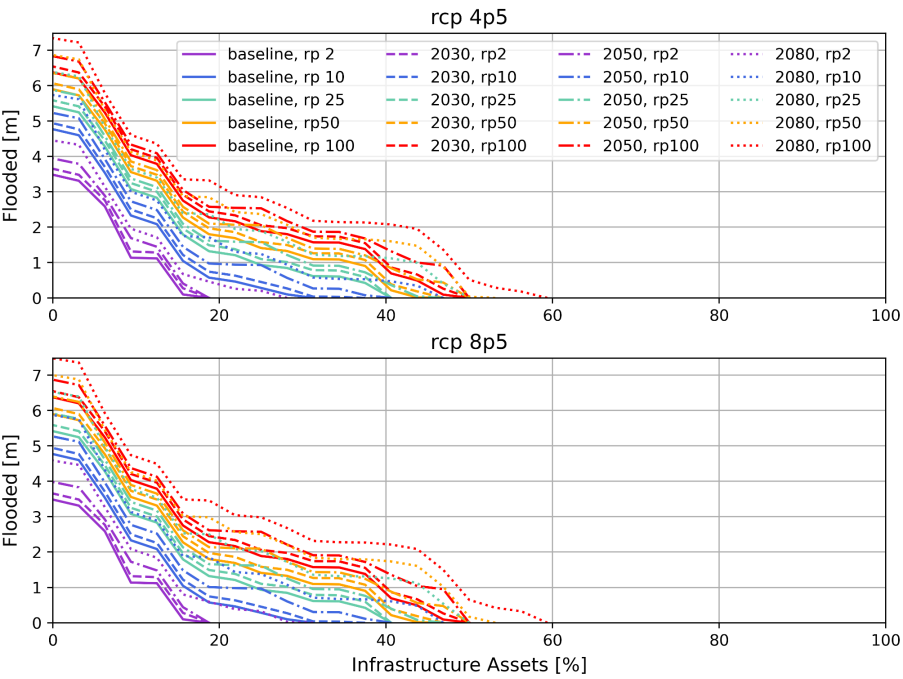 rcp 4p5
7
6
5
4
3
2
1
0
Flooded [m]
baseline, rp 2
baseline, rp 10
baseline, rp 25
baseline, rp50
baseline, rp 100
2030, rp2
2030, rp10
2030, rp25
2030, rp50
2030, rp100
2050, rp2
2050, rp10
2050, rp25
2050, rp50
2050, rp100
2080, rp2
2080, rp10
2080, rp25
2080, rp50
2080, rp100
0 20 40 60 80 100
rcp 8p5
7
6
5
4
3
2
1
0
Flooded [m]
0 20 40 60 80 100
Infrastructure Assets [%]